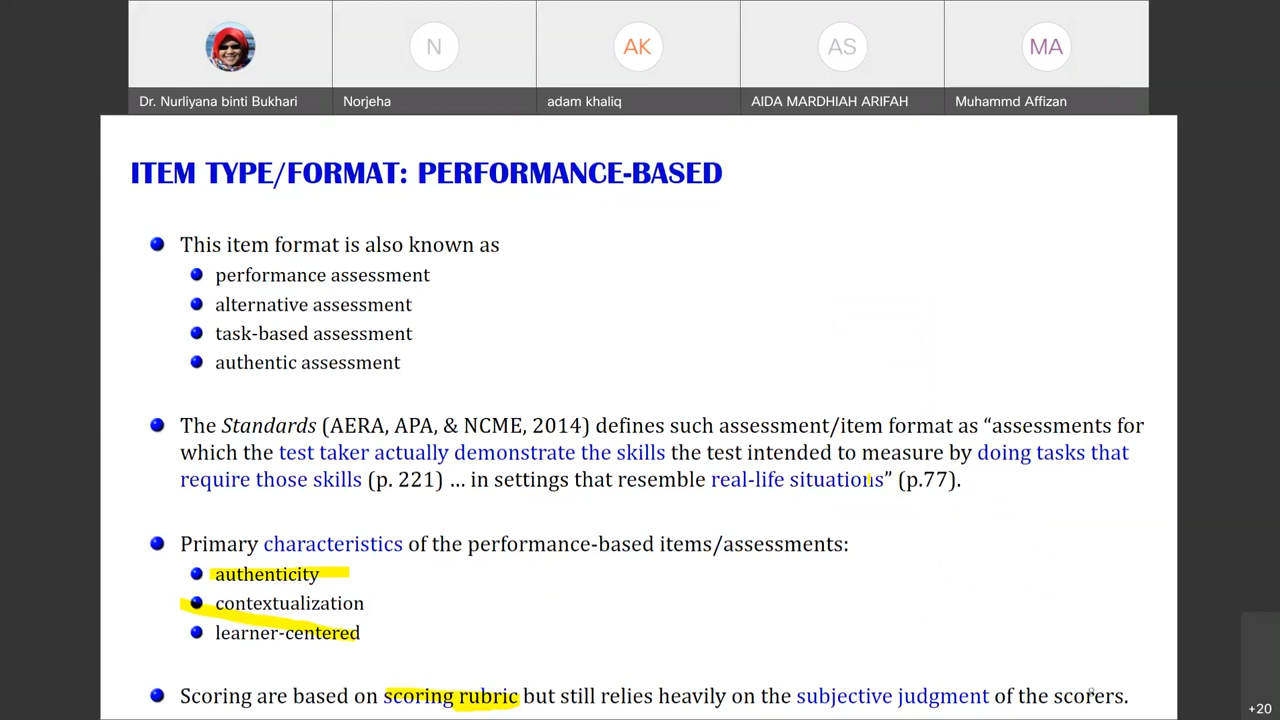 N
AK
AS
MA
Dr. Nurliyana binti Bukhari
Norjeha
adam khaliq
AIDA MARDHIAH ARIFAH
Muhammd Affizan
ITEM TYPE/FORMAT: PERFORMANCE-BASED
This item format is also known as
performance assessment
alternative assessment
task-based assessment
authentic assessment
The Standards (AERA, APA, & NCME, 2014) defines such assessment/item format as “assessments for
which the test taker actually demonstrate the skills the test intended to measure by doing tasks that
require those skills (p. 221) … in settings that resemble real-life situations” (p.77).
Primary characteristics of the performance-based items/assessments:
authenticity
contextualization
learner-centered
Scoring are based on scoring rubric but still relies heavily on the subjective judgment of the scorers.
+20